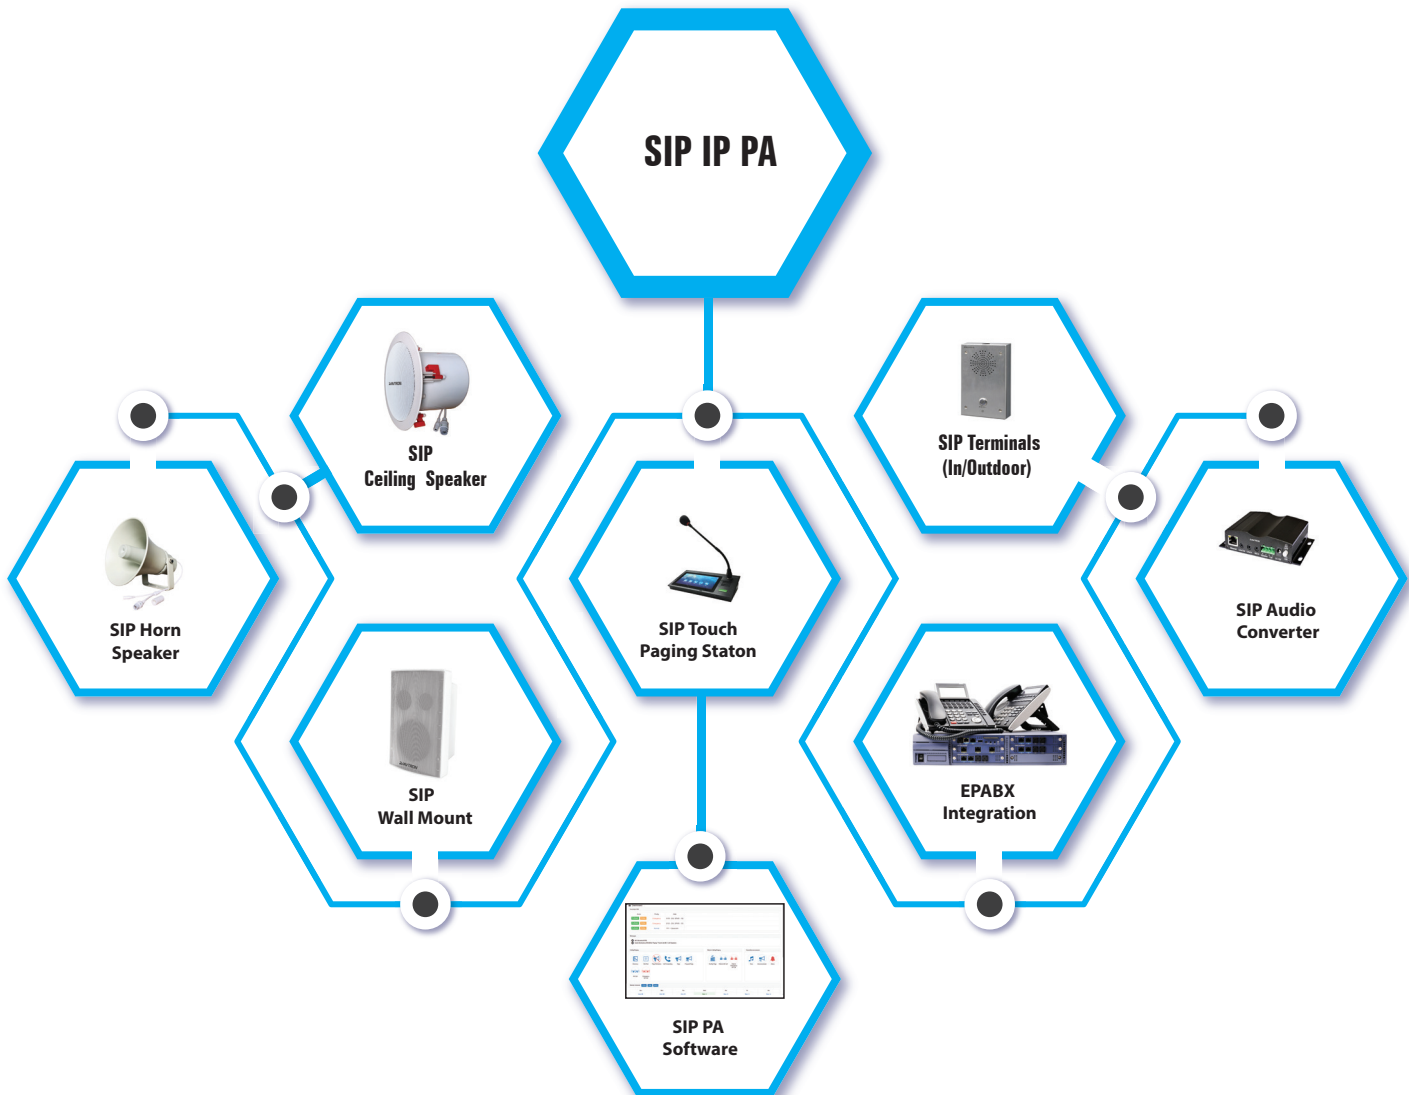 SIP IP PA
SIP
Ceiling Speaker
SIP Terminals
(In/Outdoor)
SIP Horn
Speaker
SIP Touch
Paging Staton
SIP Audio
Converter
SIP
Wall Mount
EPABX
Integration
SIP PA
Software